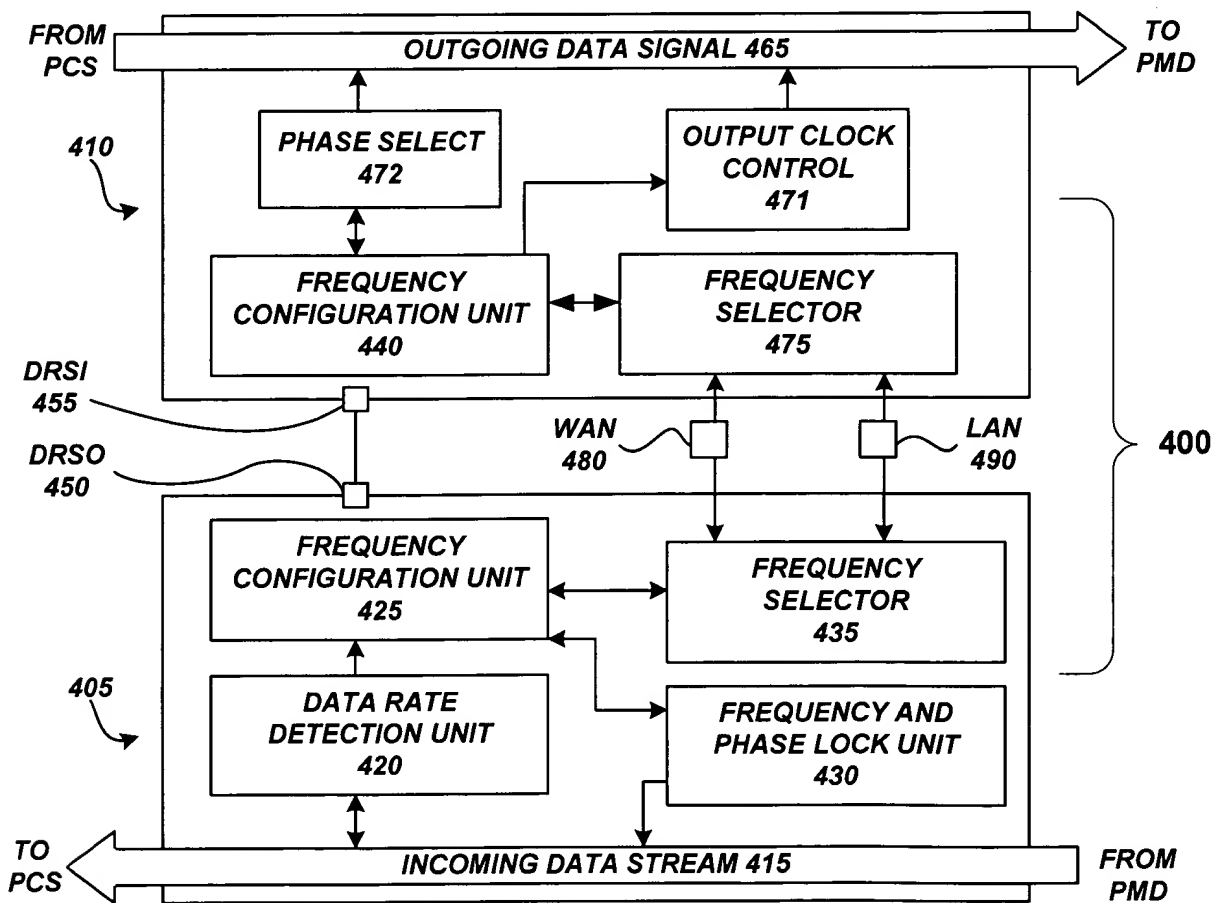 FROM
PCS
OUTGOING DATA SIGNAL 465
TO
PMD
410
PHASE SELECT
472
OUTPUT CLOCK
CONTROL
471
FREQUENCY
CONFIGURATION UNIT
440
FREQUENCY
SELECTOR
475
DRSI
455
DRSO
450
WAN
480
LAN
490
400
FREQUENCY
CONFIGURATION UNIT
425
FREQUENCY
SELECTOR
435
405
DATA RATE
DETECTION UNIT
420
FREQUENCY AND
PHASE LOCK UNIT
430
TO
PCS
INCOMING DATA STREAM 415
FROM
PMD